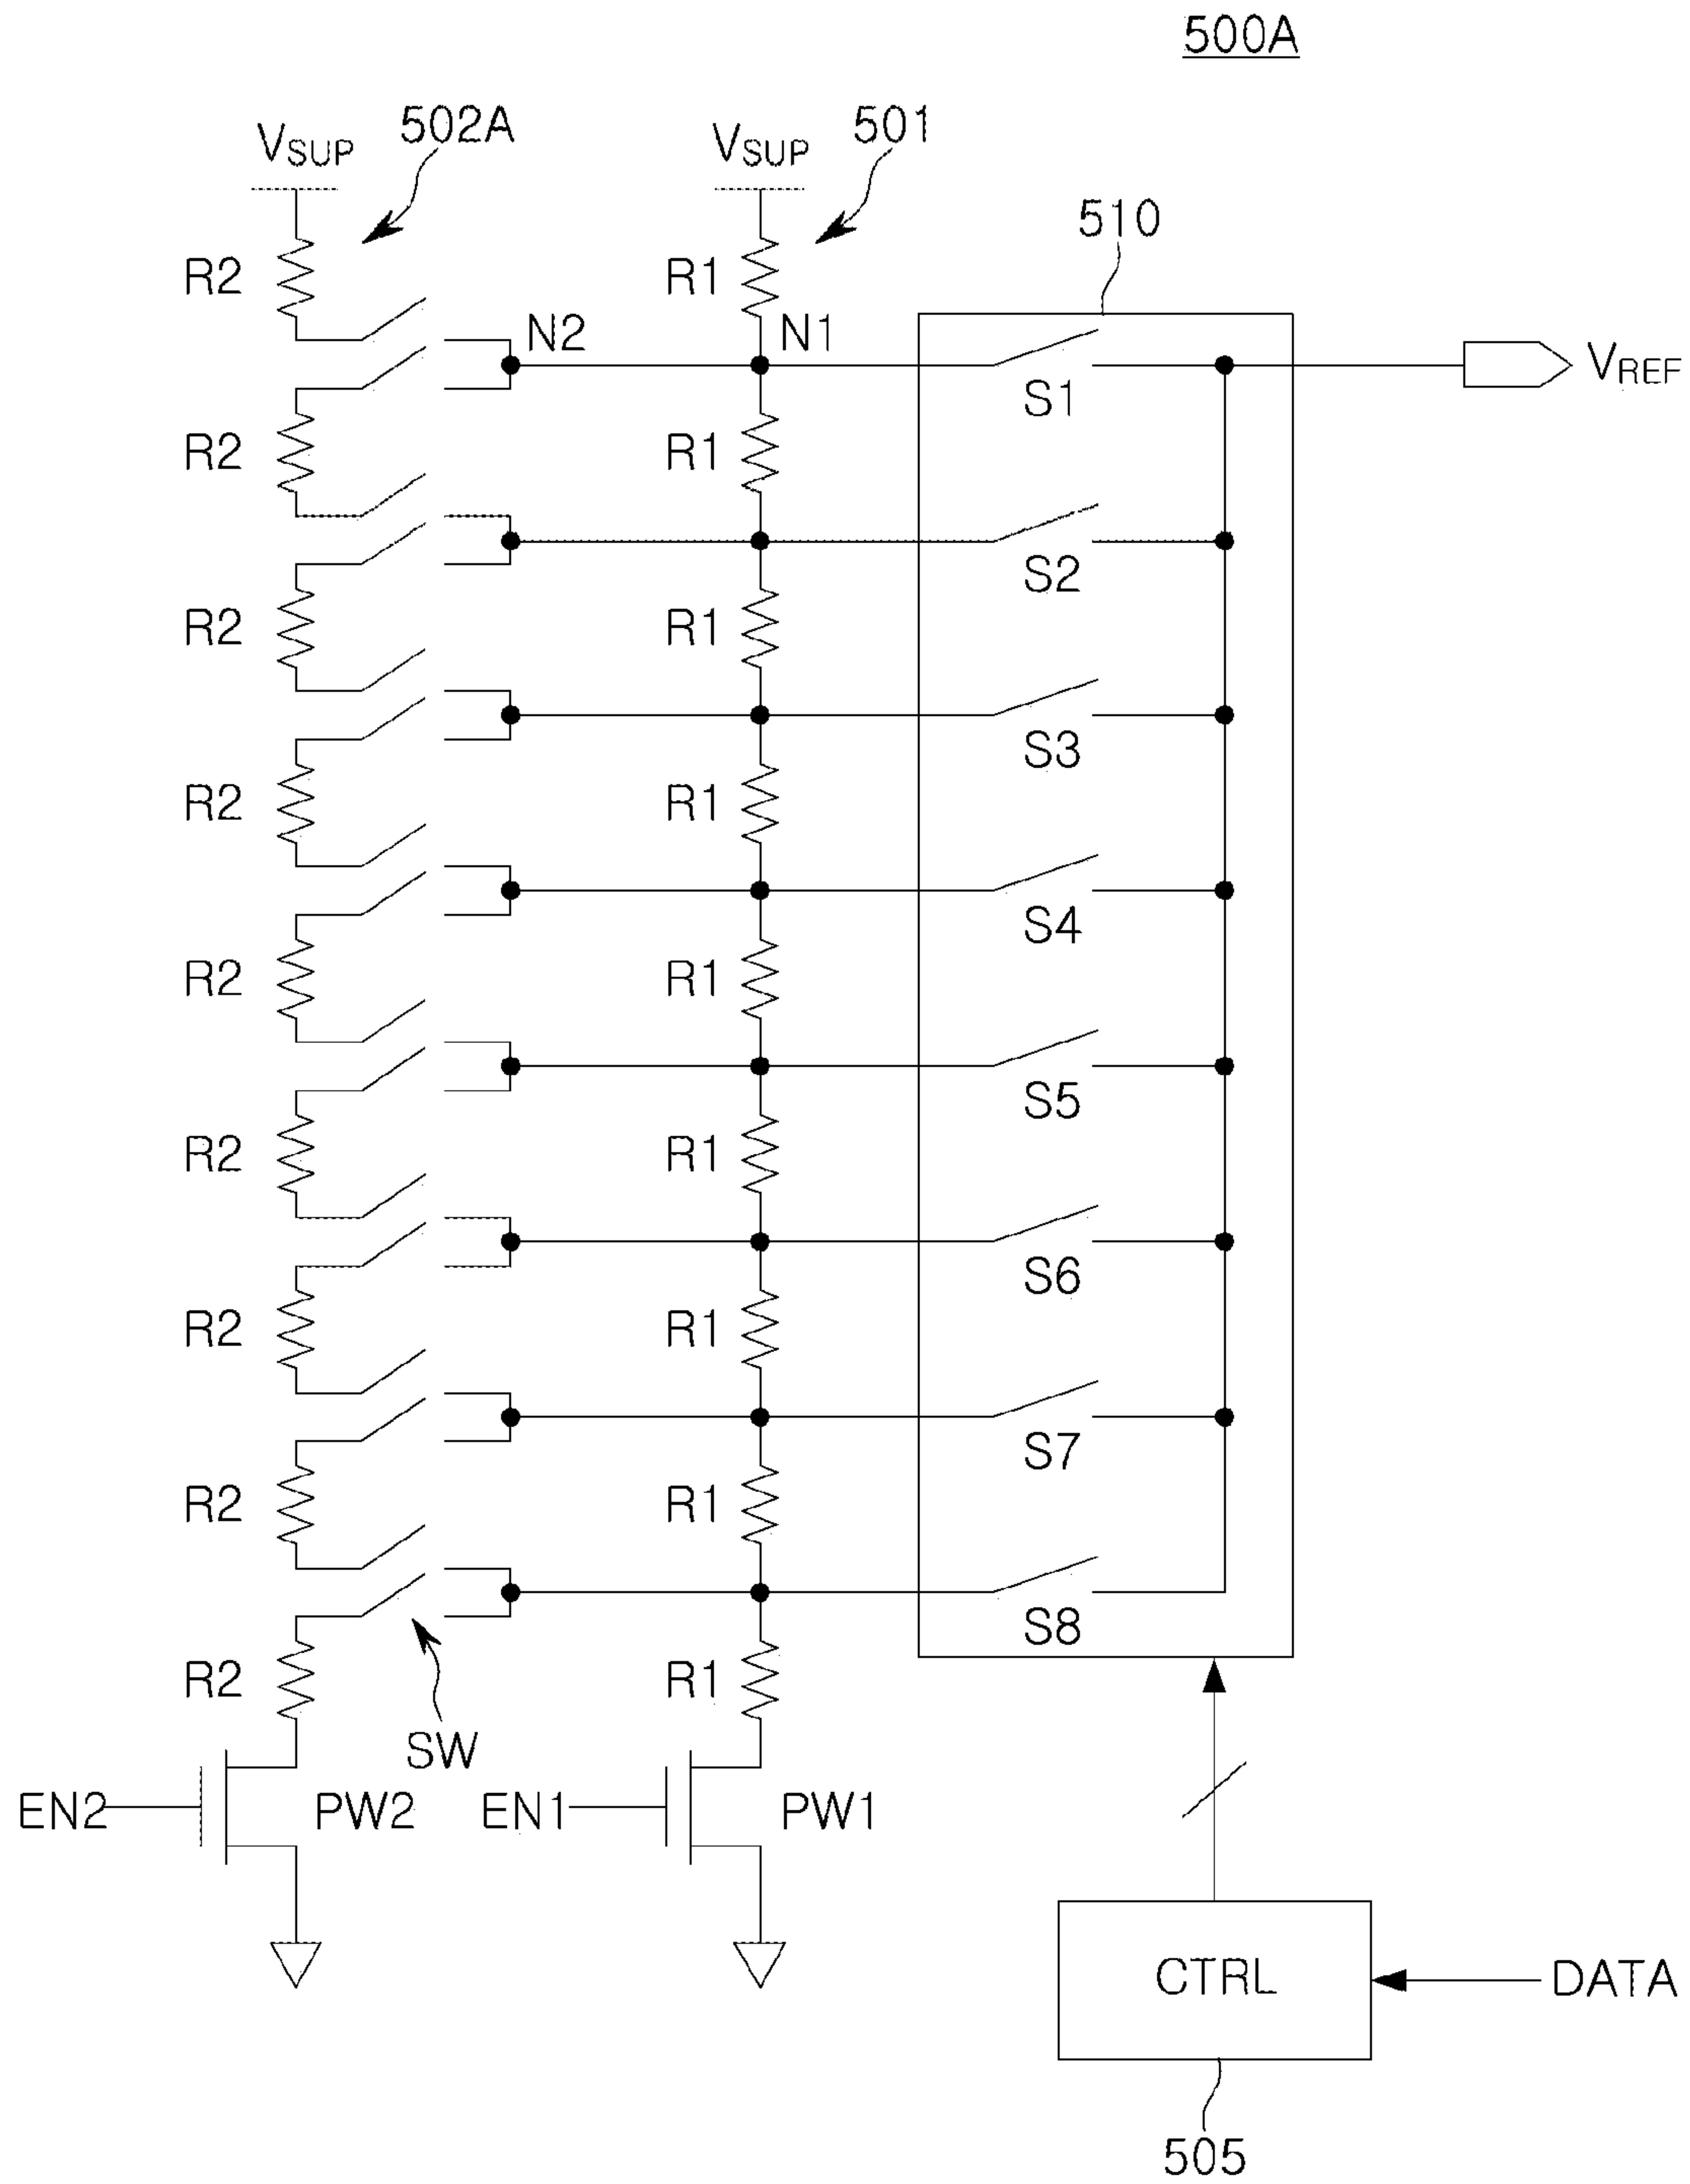 500A
VSUP
502A
VSUP
501
510
R2
R1
N2
N1
S1
VREF
R2
R1
S2
R2
R1
S3
R2
R1
S4
R2
R1
S5
R2
R1
S6
R2
R1
S7
R2
R1
S8
R2
R1
SW
EN2
PW2
EN1
PW1
CTRL
DATA
505